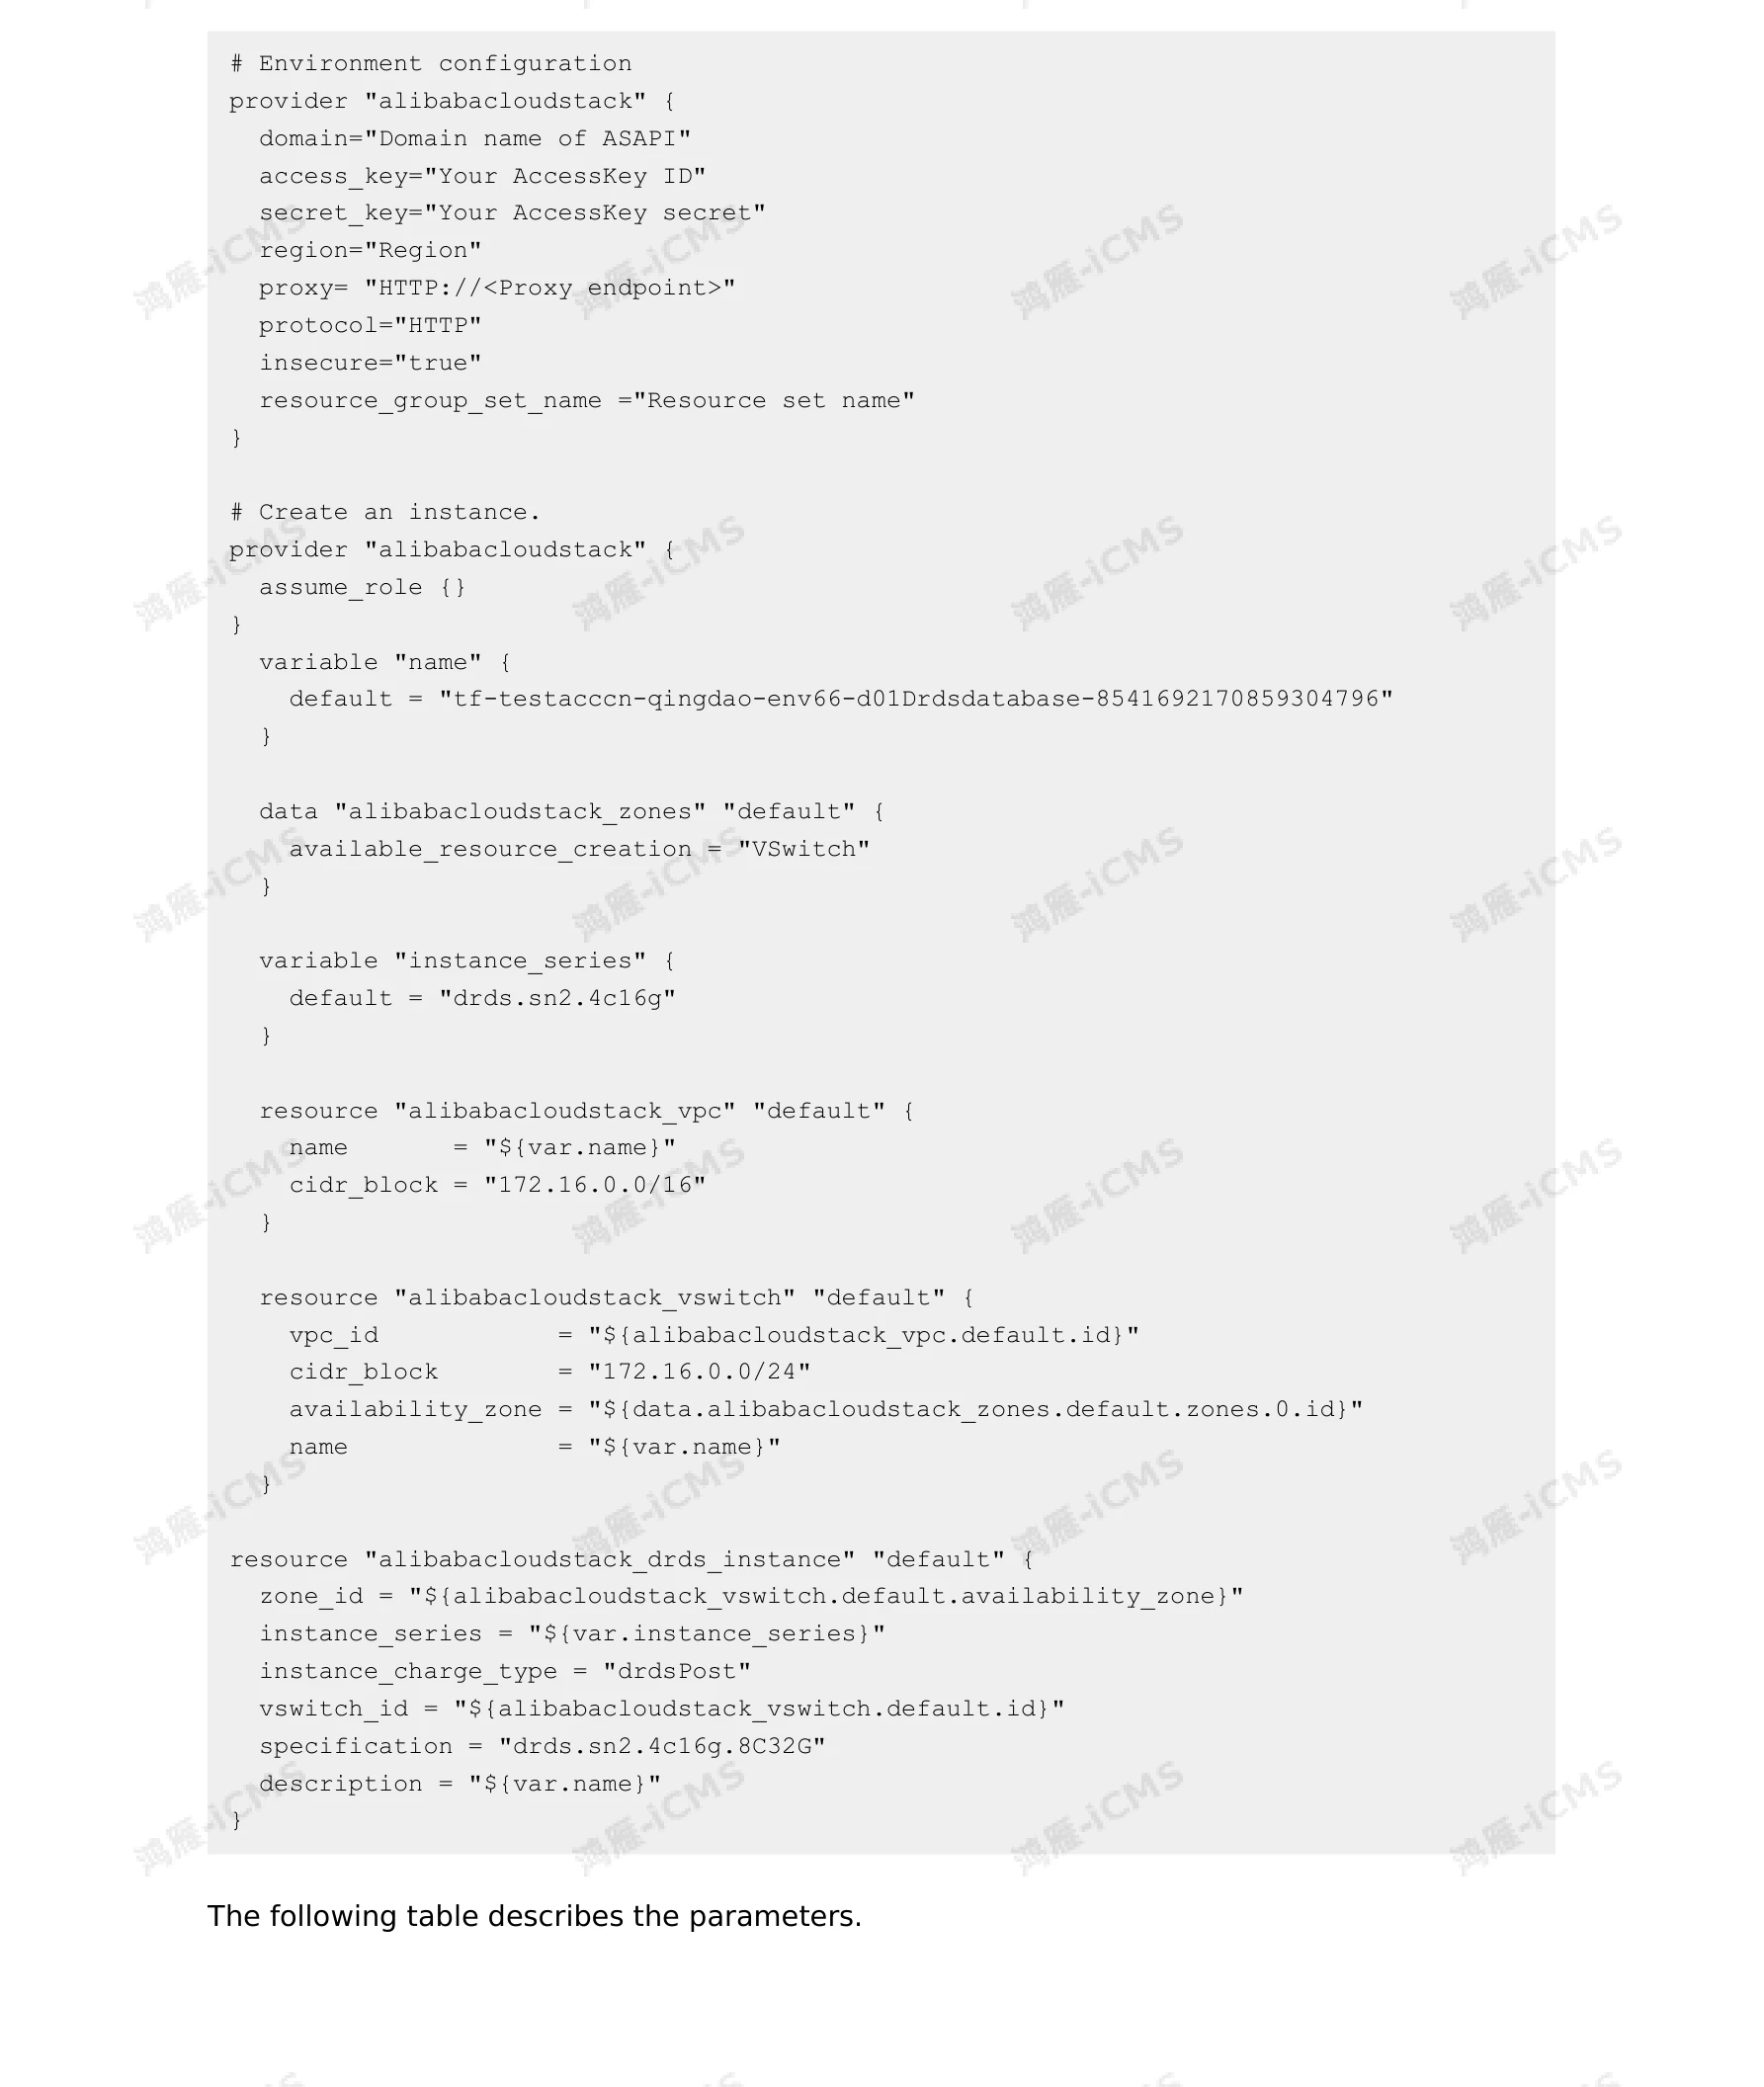 # Environment configuration
provider "alibabacloudstack" {
  domain="Domain name of ASAPI"
  access_key="Your AccessKey ID"
  secret_key="Your AccessKey secret"
  region="Region"
  proxy= "HTTP://<Proxy endpoint>"
  protocol="HTTP"
  insecure="true"
  resource_group_set_name ="Resource set name"
}

# Create an instance.
provider "alibabacloudstack" {
  assume_role {}
}
  variable "name" {
    default = "tf-testacccn-qingdao-env66-d01Drdsdatabase-8541692170859304796"
  }

  data "alibabacloudstack_zones" "default" {
    available_resource_creation = "VSwitch"
  }

  variable "instance_series" {
    default = "drds.sn2.4c16g"
  }

  resource "alibabacloudstack_vpc" "default" {
    name       = "${var.name}"
    cidr_block = "172.16.0.0/16"
  }

  resource "alibabacloudstack_vswitch" "default" {
    vpc_id            = "${alibabacloudstack_vpc.default.id}"
    cidr_block        = "172.16.0.0/24"
    availability_zone = "${data.alibabacloudstack_zones.default.zones.0.id}"
    name              = "${var.name}"
  }

resource "alibabacloudstack_drds_instance" "default" {
  zone_id = "${alibabacloudstack_vswitch.default.availability_zone}"
  instance_series = "${var.instance_series}"
  instance_charge_type = "drdsPost"
  vswitch_id = "${alibabacloudstack_vswitch.default.id}"
  specification = "drds.sn2.4c16g.8C32G"
  description = "${var.name}"
}
The following table describes the parameters.
鸿雁-iCMS